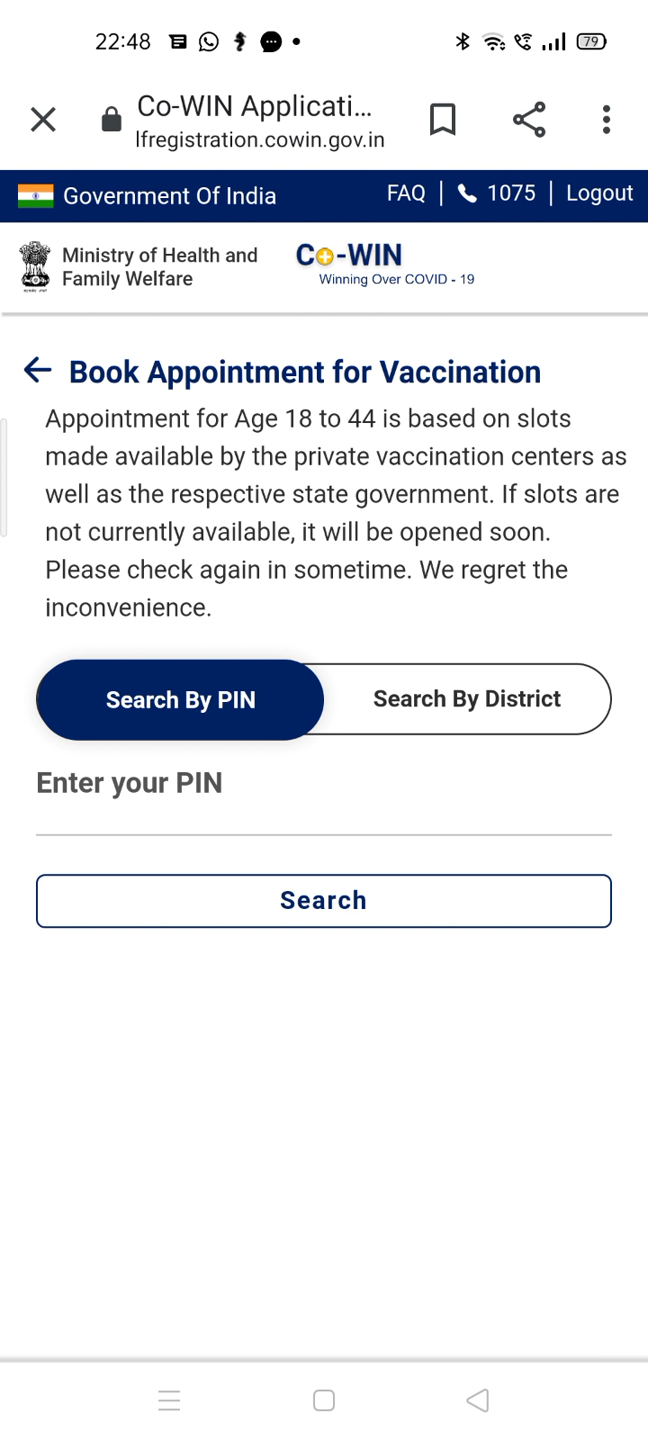 22:48
79
Co-WIN Applicati...
lfregistration.cowin.gov.in
Government Of India
FAQ | 1075 | Logout
Ministry of Health and
Family Welfare
Co-WIN
Winning Over COVID - 19
Book Appointment for Vaccination
Appointment for Age 18 to 44 is based on slots
made available by the private vaccination centers as
well as the respective state government. If slots are
not currently available, it will be opened soon.
Please check again in sometime. We regret the
inconvenience.
Search By PIN
Search By District
Enter your PIN
Search